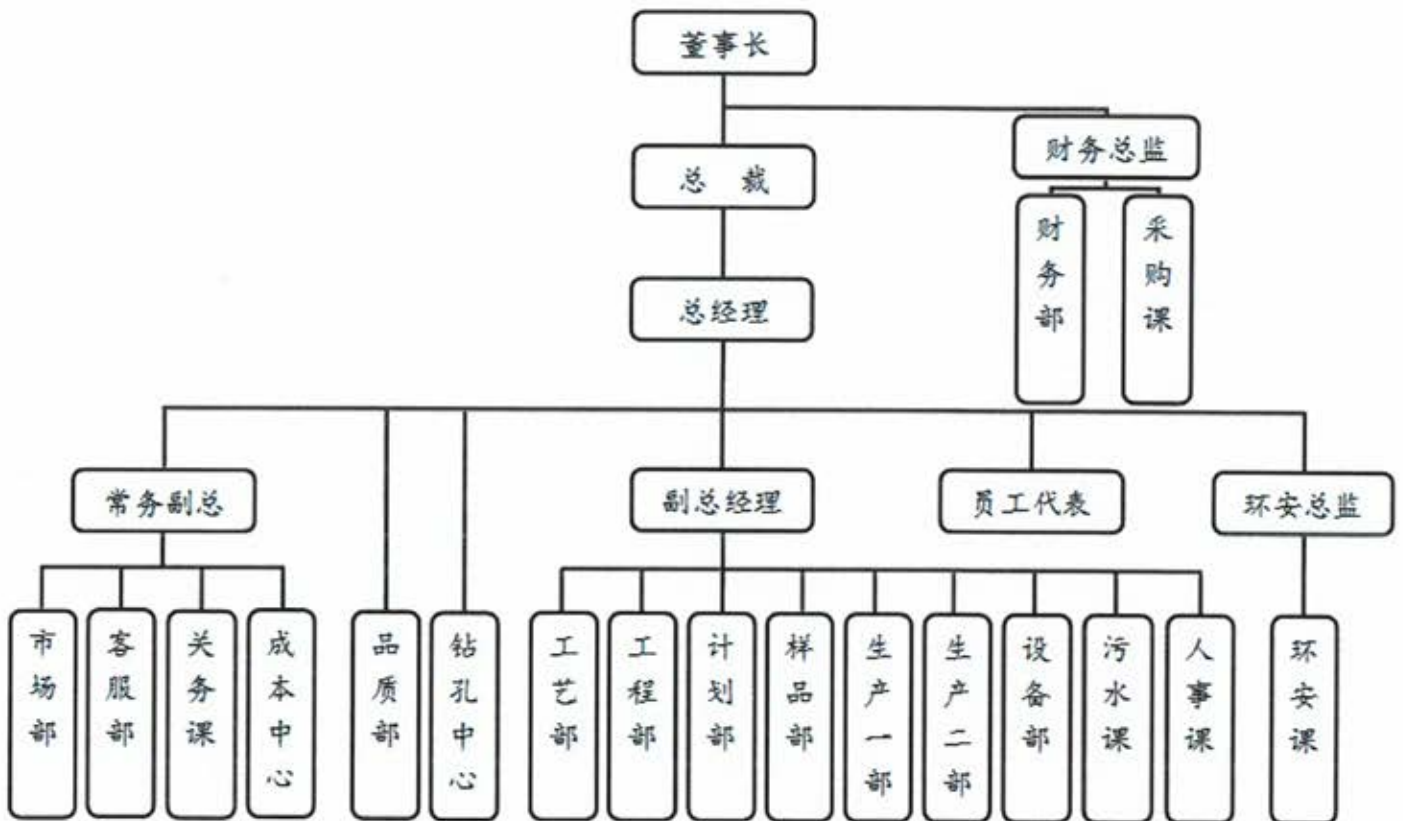 董事长
财务总监
总 裁
财务部
采购课
总经理
常务副总
副总经理
员工代表
环安总监
市场部
客服部
关务课
成本中心
品质部
钻孔中心
工艺部
工程部
计划部
样品部
生产一部
生产二部
设备部
污水课
人事课
环安课